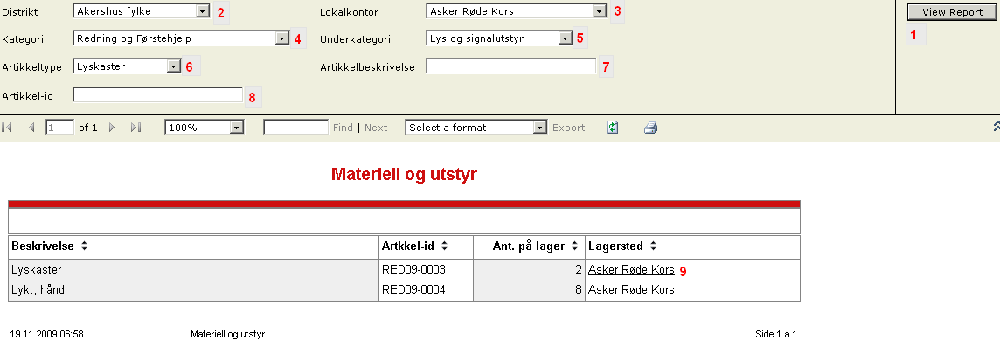 Distrikt Akershus fylke 2 Lokalkontor Asker Røde Kors 3 View Report
Kategori Redning og Førstehjelp 4 Underkategori Lys og signalutstyr 5 1
Artikkeltype Lyskaster 6 Artikkelbeskrivelse 7
Artikkel-id 8
1 of 1 100% Find | Next Select a format Export
Materiell og utstyr
Beskrivelse Artkkel-id Ant. på lager Lagersted
Lyskaster RED09-0003 2 Asker Røde Kors 9
Lykt, hånd RED09-0004 8 Asker Røde Kors
19.11.2009 06:58 Materiell og utstyr Side 1 à 1